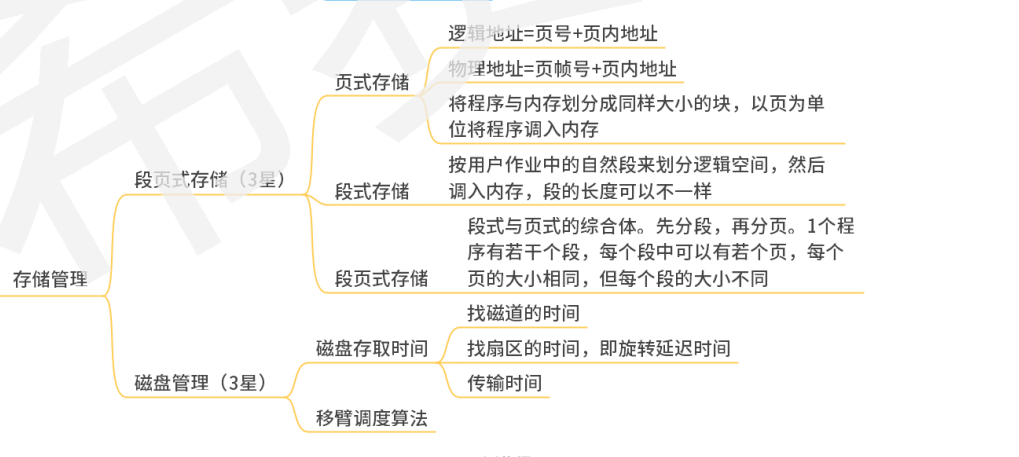 逻辑地址=页号+页内地址
物理地址=页帧号+页内地址
页式存储
将程序与内存划分成同样大小的块，以页为单
位将程序调入内存
按用户作业中的自然段来划分逻辑空间，然后
调入内存，段的长度可以不一样
段页式存储（3星）
段式存储
段式与页式的综合体。先分段，再分页。1个程
序有若干个段，每个段中可以有若个页，每个
页的大小相同，但每个段的大小不同
存储管理
段页式存储
找磁道的时间
磁盘存取时间
找扇区的时间，即旋转延迟时间
磁盘管理（3星）
传输时间
移臂调度算法